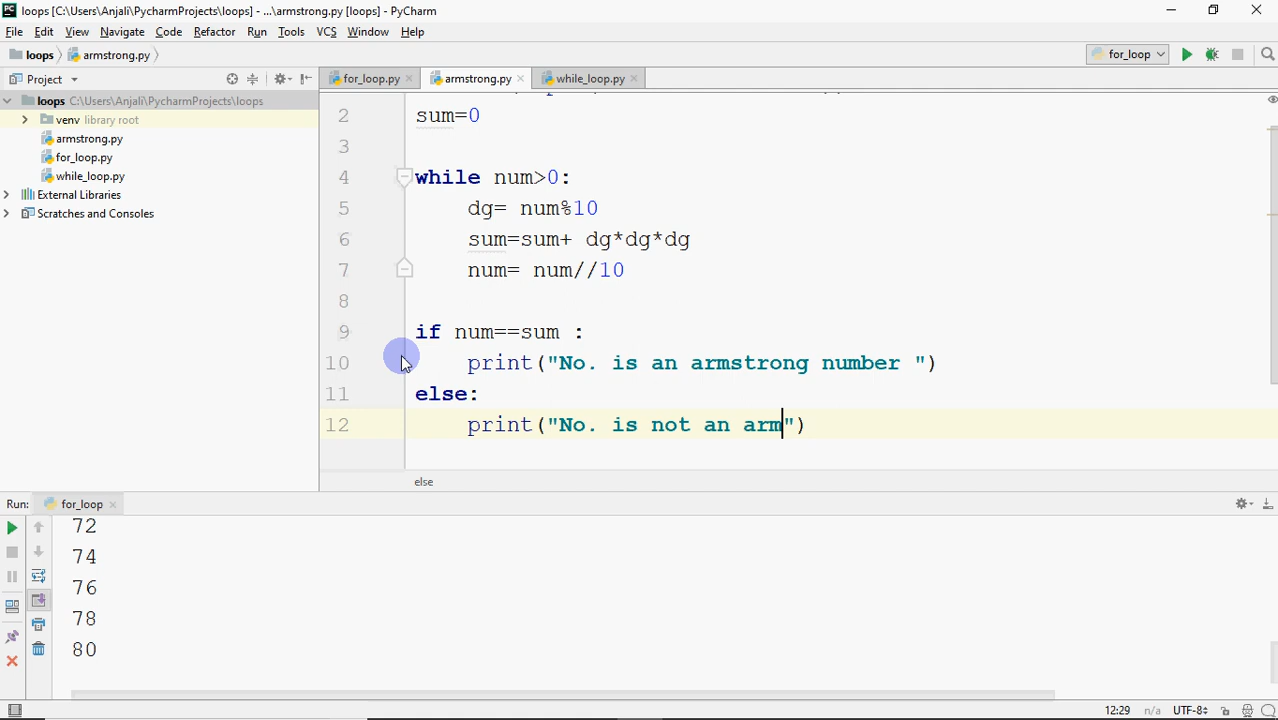 loops [C:\Users\Anjali\PycharmProjects\loops] - ...\armstrong.py [loops] - PyCharm
File Edit View Navigate Code Refactor Run Tools VCS Window Help
loops armstrong.py for_loop
Project for_loop.py armstrong.py while_loop.py
loops C:\Users\Anjali\PycharmProjects\loops
venv library root
armstrong.py
for_loop.py
while_loop.py
External Libraries
Scratches and Consoles
2 sum=0
3
4 while num>0:
5 dg= num%10
6 sum=sum+ dg*dg*dg
7 num= num//10
8
9 if num==sum :
10 print("No. is an armstrong number ")
11 else:
12 print("No. is not an arm")
else
Run: for_loop
72
74
76
78
80
12:29 n/a UTF-8